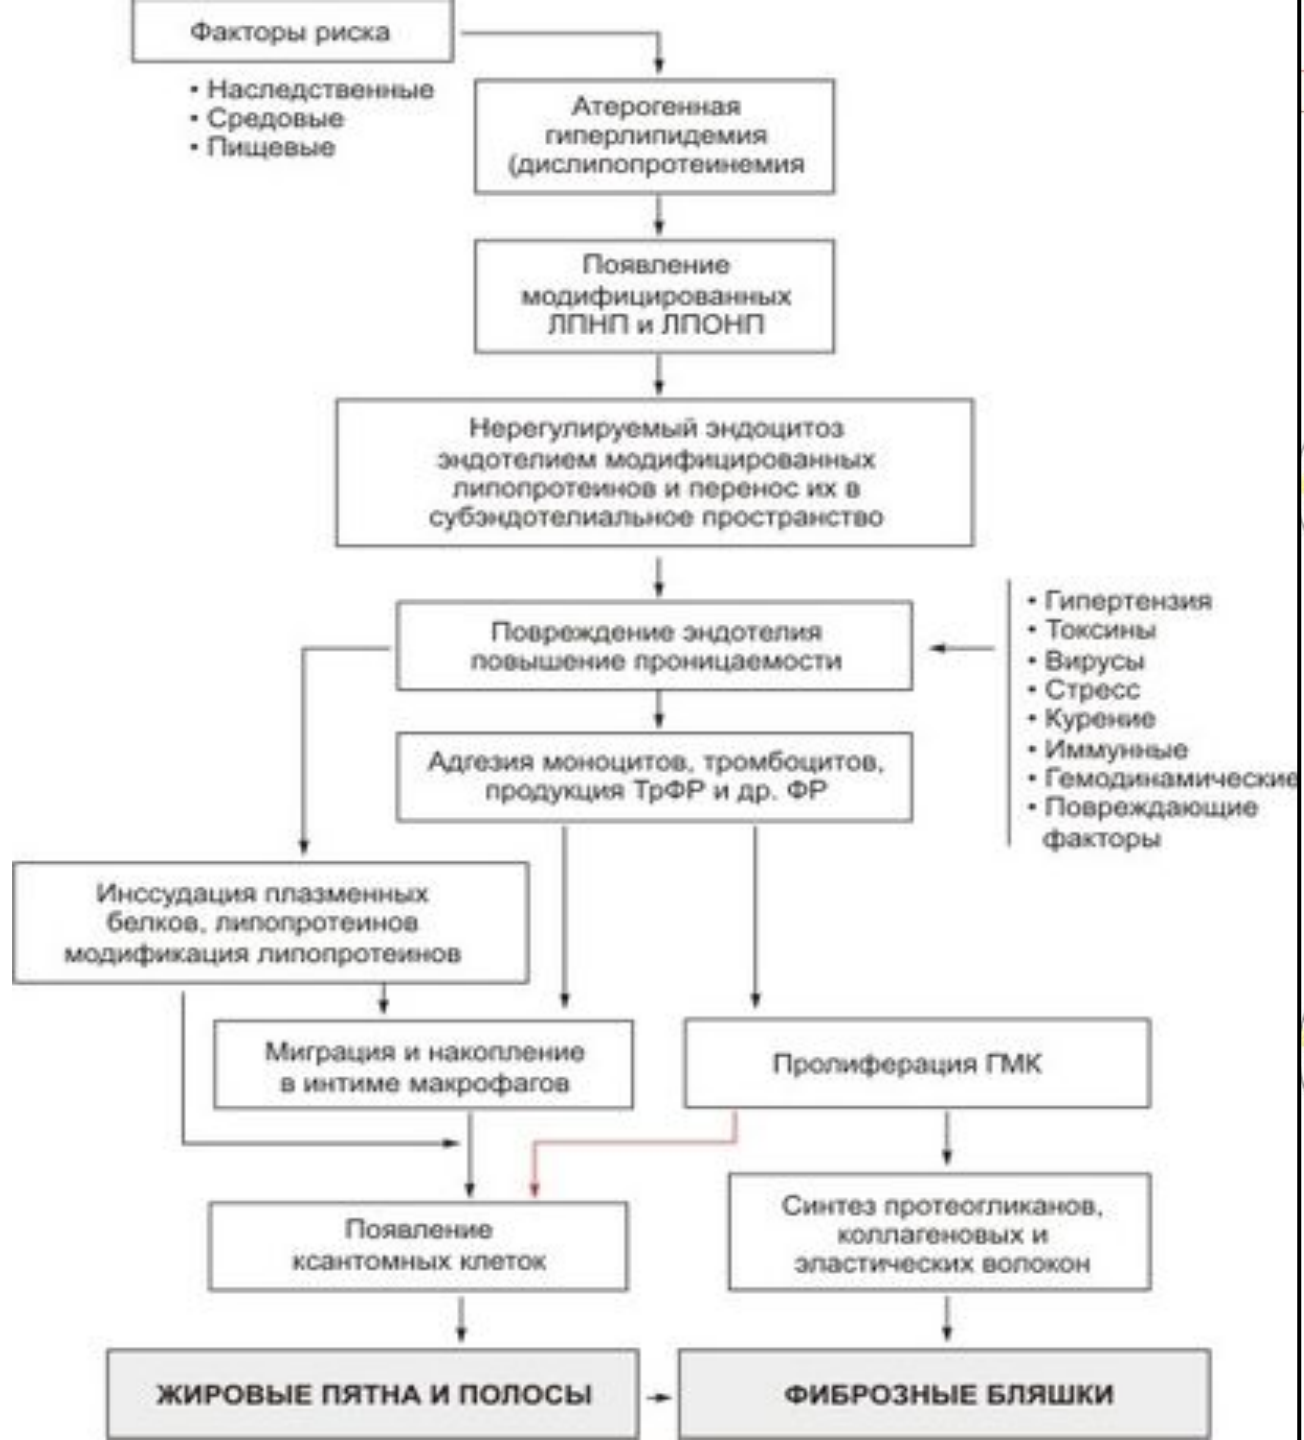 Факторы риска
• Наследственные
• Средовые
• Пищевые
Атерогенная
гиперлипидемия
(дислипопротеинемия
Появление
модифицированных
ЛПНП и ЛПОНП
Нерегулируемый эндоцитоз
эндотелием модифицированных
липопротеинов и перенос их в
субэндотелиальное пространство
Повреждение эндотелия
повышение проницаемости
• Гипертензия
• Токсины
• Вирусы
• Стресс
• Курение
• Иммунные
• Гемодинамические
• Повреждающие
факторы
Адгезия моноцитов, тромбоцитов,
продукция ТрФР и др. ФР
Инссудация плазменных
белков, липопротеинов
модификация липопротеинов
Миграция и накопление
в интиме макрофагов
Пролиферация ГМК
Появление
ксантомных клеток
Синтез протеогликанов,
коллагеновых и
эластических волокон
ЖИРОВЫЕ ПЯТНА И ПОЛОСЫ
ФИБРОЗНЫЕ БЛЯШКИ